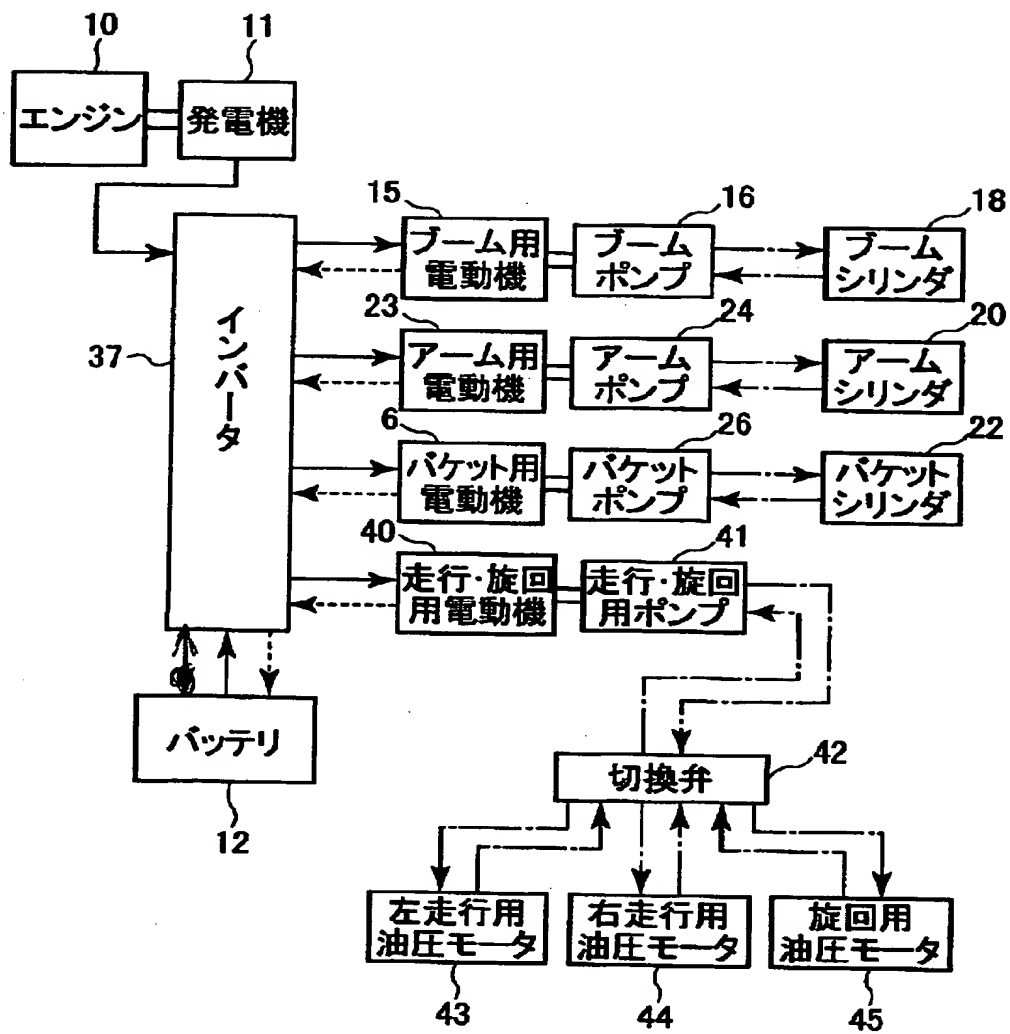 10
11
エンジン
発電機
15
16
18
ブーム用
電動機
ブーム
ポンプ
ブーム
シリンダ
37
インバータ
23
24
20
アーム用
電動機
アーム
ポンプ
アーム
シリンダ
6
26
22
バケット用
電動機
バケット
ポンプ
バケット
シリンダ
40
41
走行・旋回
用電動機
走行・旋回
用ポンプ
バッテリ
12
切換弁
42
左走行用
油圧モータ
右走行用
油圧モータ
旋回用
油圧モータ
43
44
45